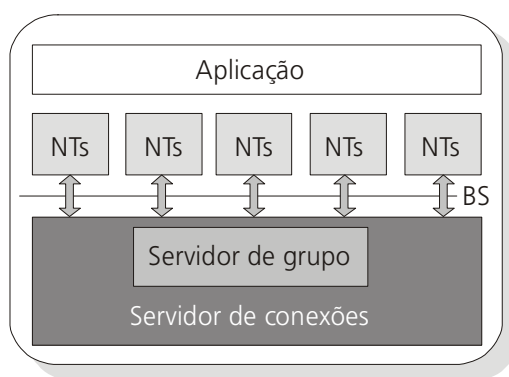 Aplicação
NTs NTs NTs NTs NTs
BS
Servidor de grupo
Servidor de conexões